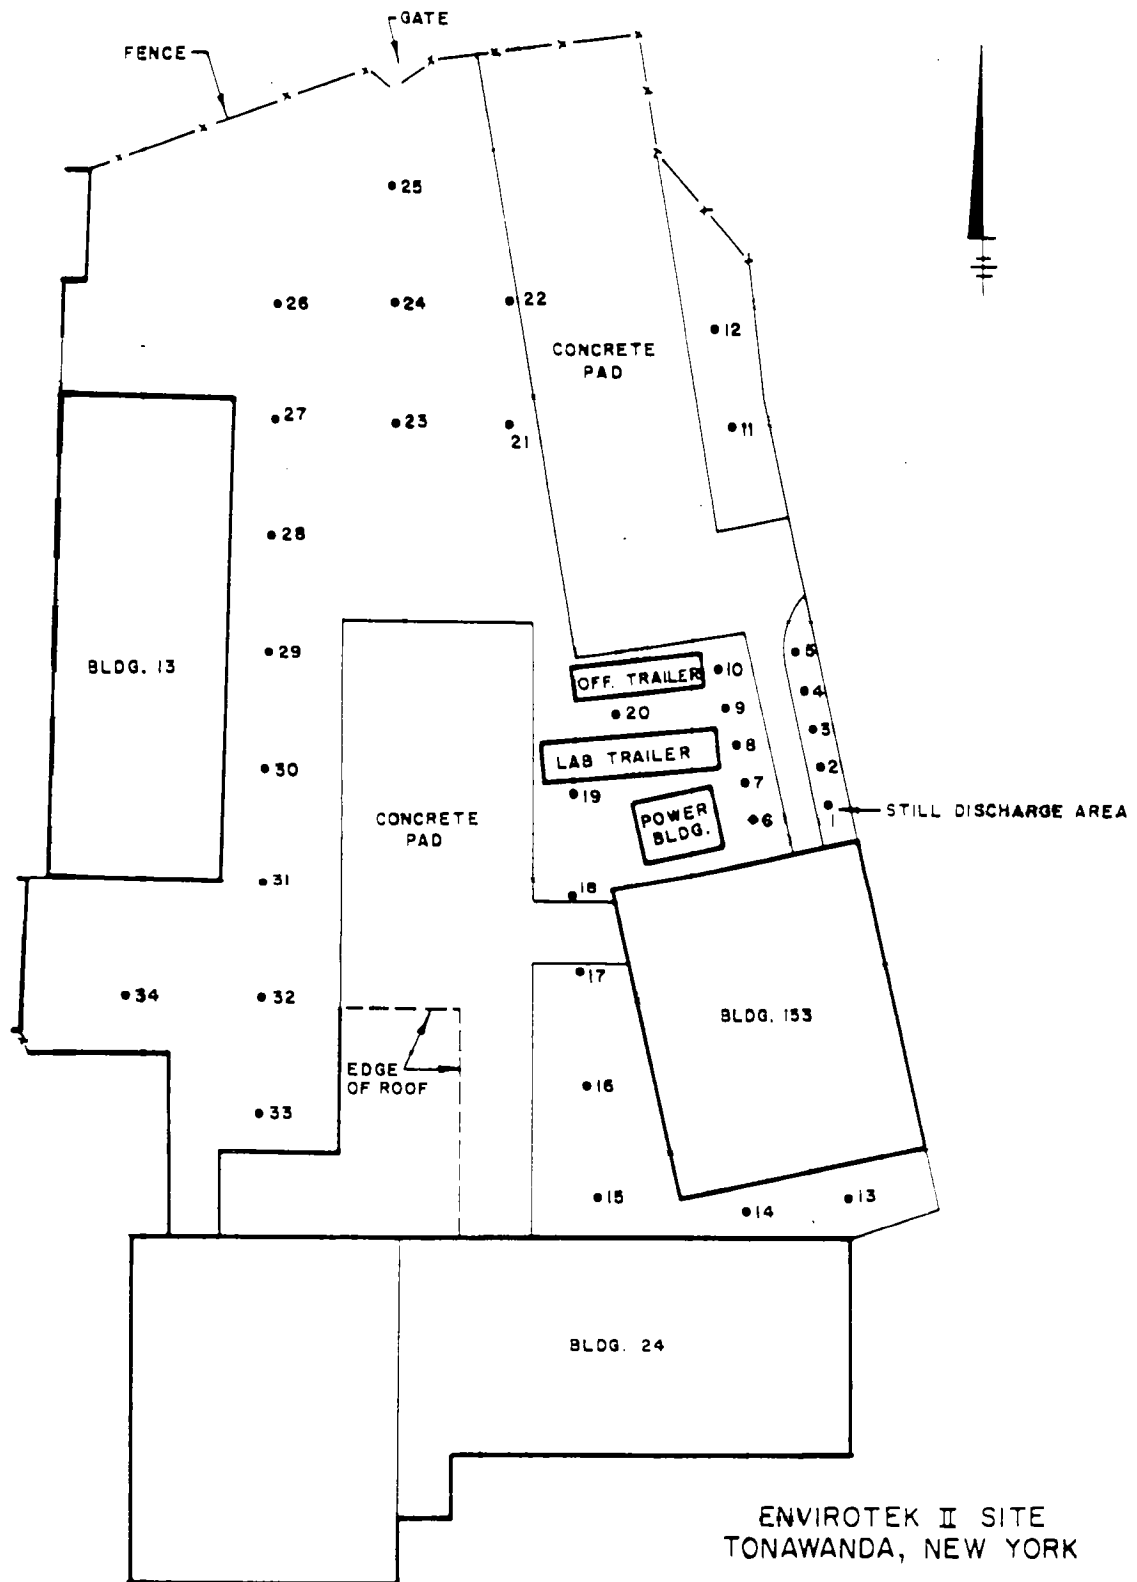 GATE
FENCE
25
26
24
22
12
CONCRETE
PAD
27
23
21
11
28
29
BLDG. 13
OFF. TRAILER
10
5
4
20
9
3
8
LAB TRAILER
2
30
7
19
1
STILL DISCHARGE AREA
POWER
BLDG.
6
CONCRETE
PAD
31
18
17
34
32
BLDG. 153
EDGE
OF ROOF
16
33
15
14
13
BLDG. 24
ENVIROTEK II SITE
TONAWANDA, NEW YORK